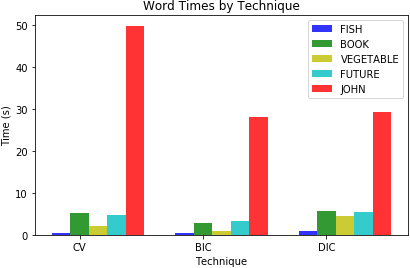 Word Times by Technique
FISH
BOOK
VEGETABLE
FUTURE
JOHN
Time (s)
50
40
30
20
10
0
CV BIC DIC
Technique